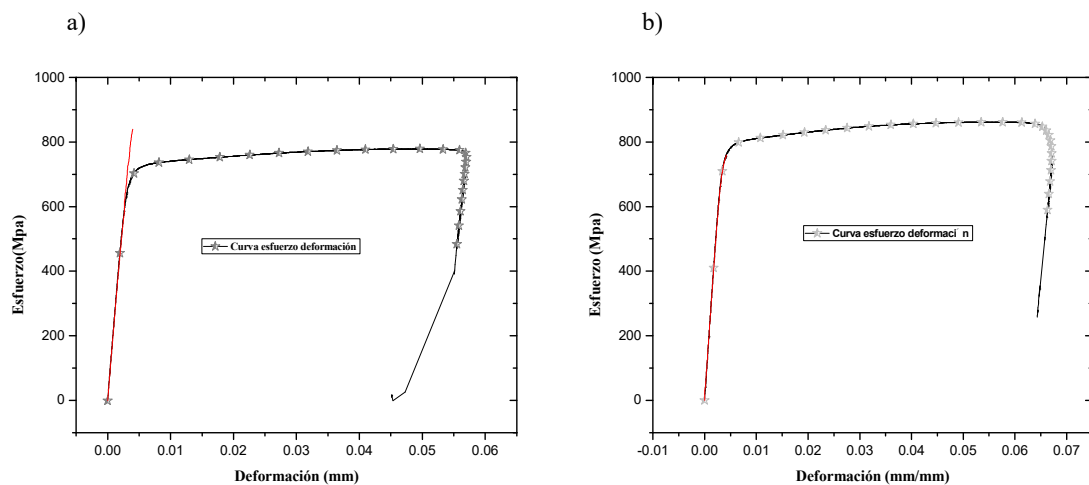 a)
b)
1000
800
600
400
200
0
Esfuerzo(Mpa)
Curva esfuerzo deformación
0.00 0.01 0.02 0.03 0.04 0.05 0.06
Deformación (mm)
1000
800
600
400
200
0
Esfuerzo (Mpa)
Curva esfuerzo deformaci¨n
-0.01 0.00 0.01 0.02 0.03 0.04 0.05 0.06 0.07
Deformación (mm/mm)